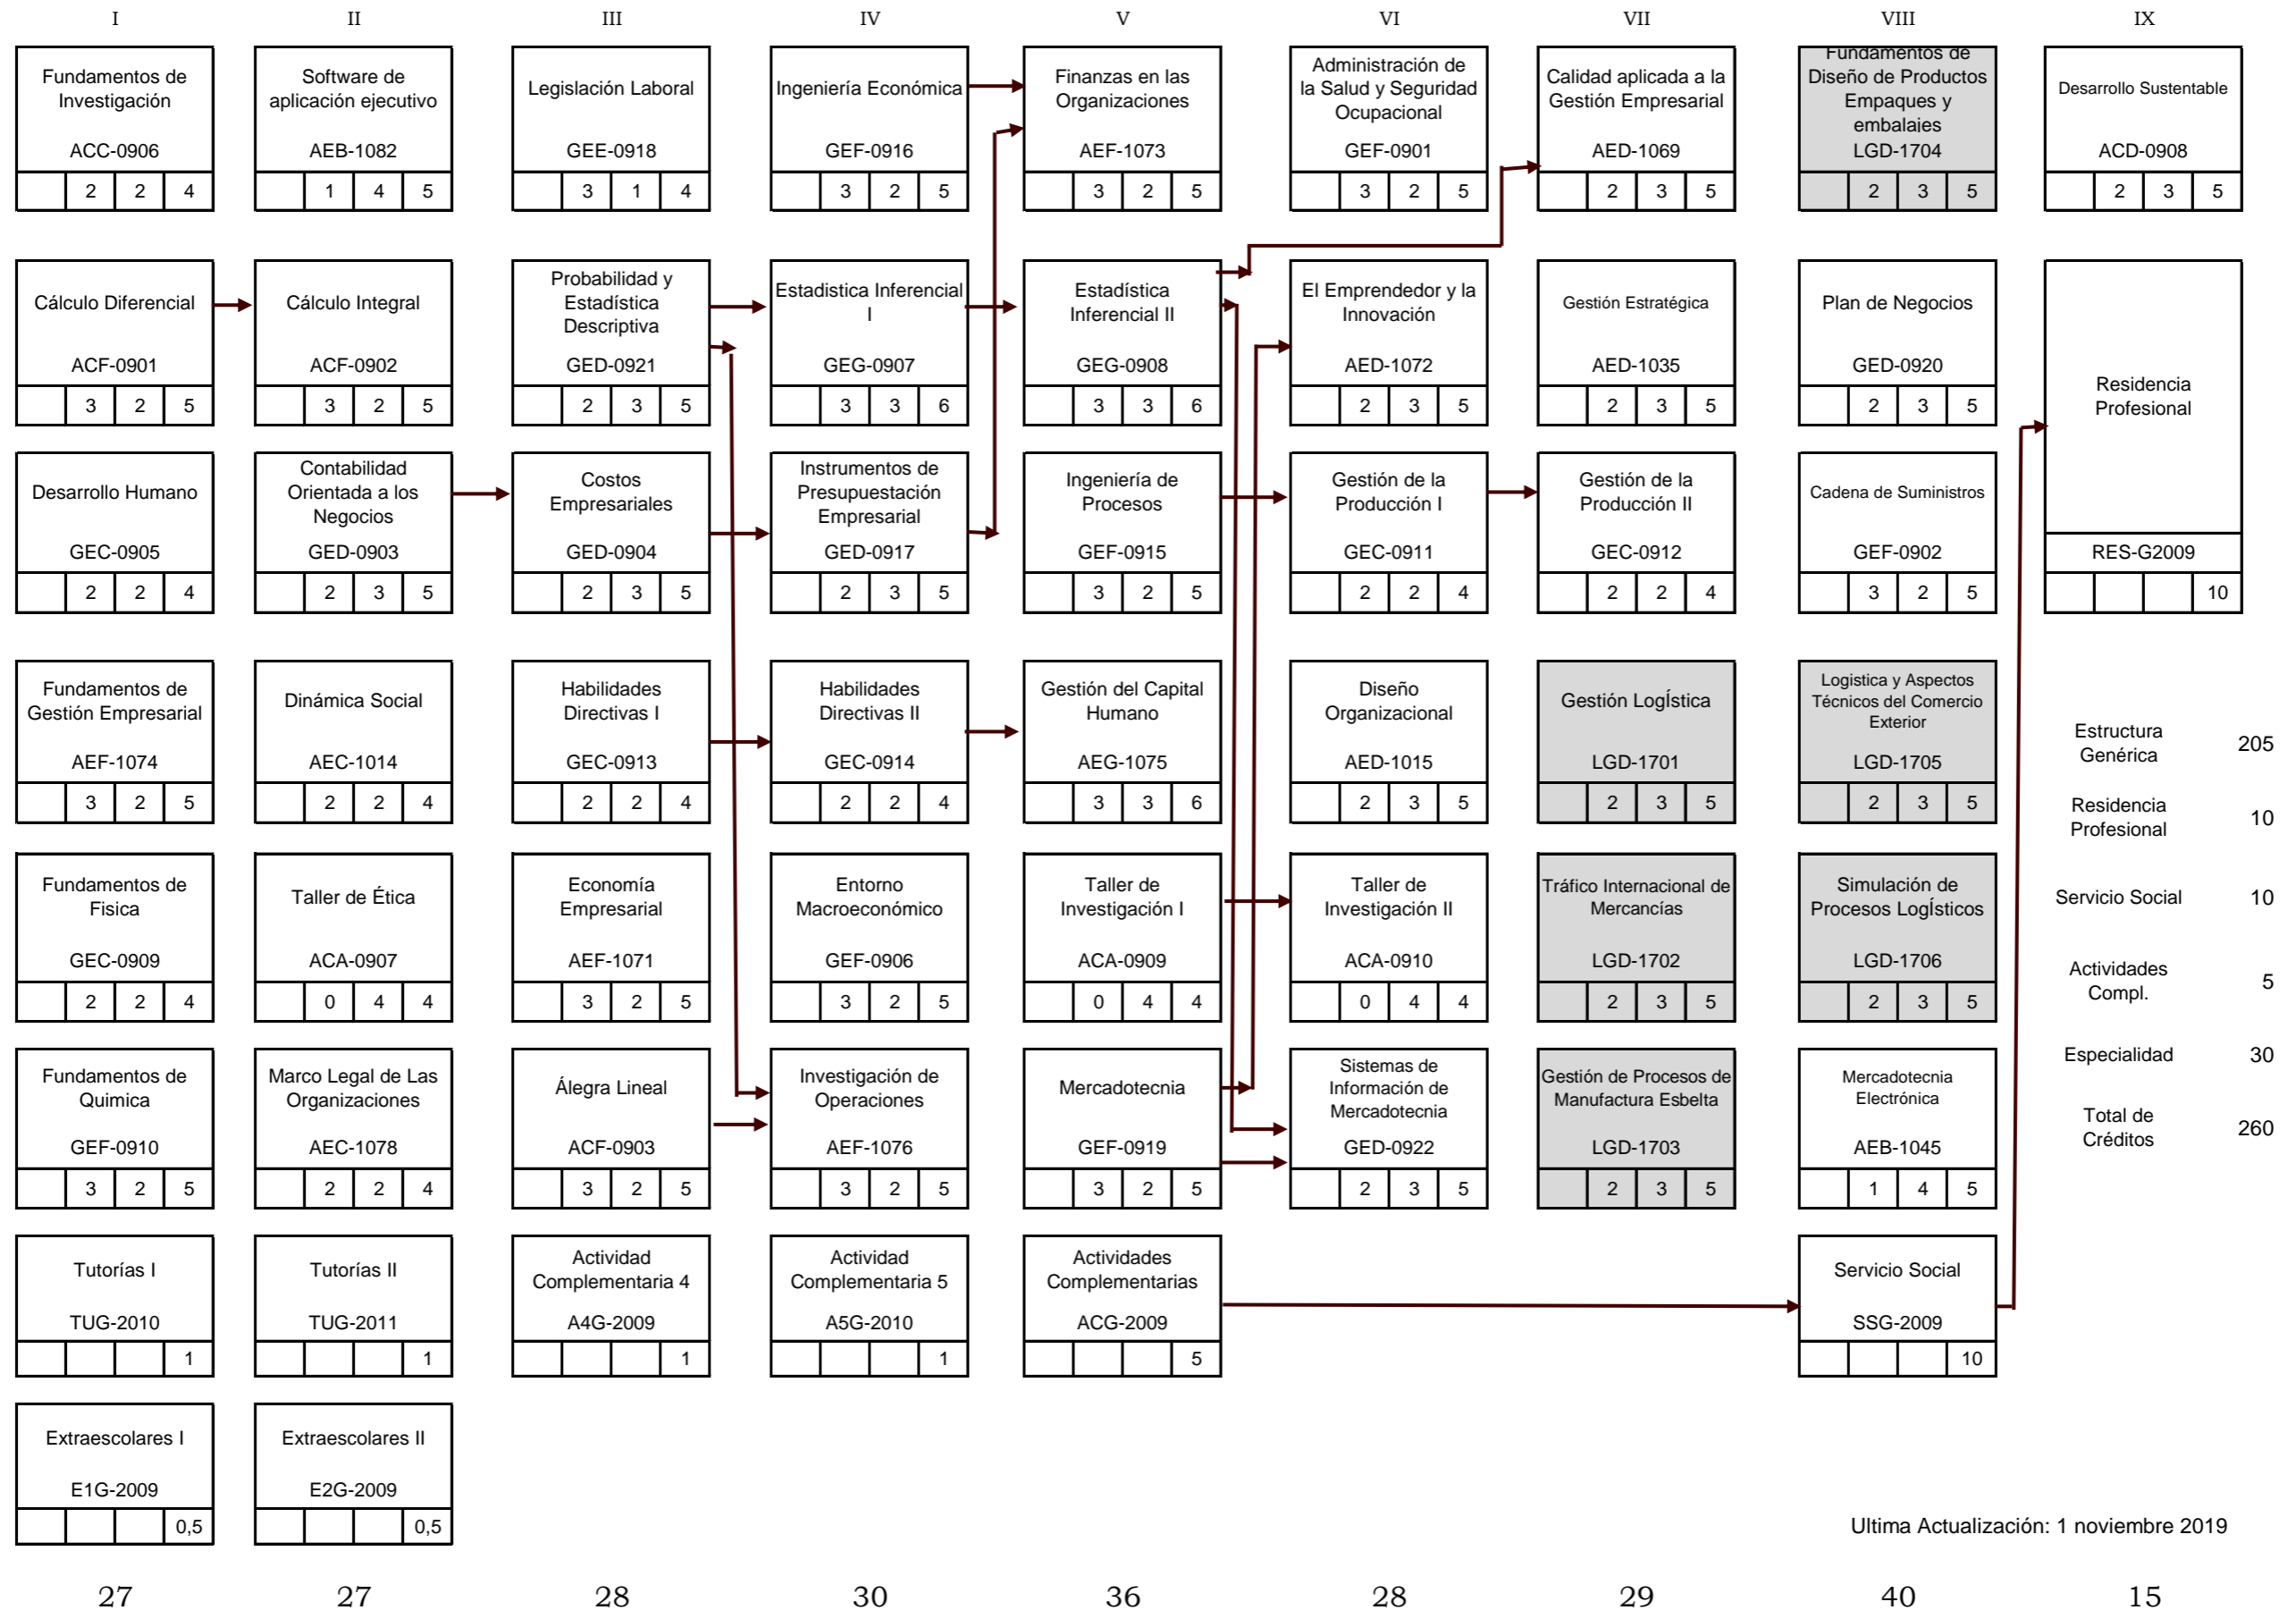 I II III IV V VI VII VIII IX
Fundamentos de
Investigación
ACC-0906
2 2 4
Software de
aplicación ejecutivo
AEB-1082
1 4 5
Legislación Laboral
GEE-0918
3 1 4
Ingeniería Económica
GEF-0916
3 2 5
Finanzas en las
Organizaciones
AEF-1073
3 2 5
Administración de
la Salud y Seguridad
Ocupacional
GEF-0901
3 2 5
Calidad aplicada a la
Gestión Empresarial
AED-1069
2 3 5
Fundamentos de
Diseño de Productos
Empaques y
embalajes
LGD-1704
2 3 5
Desarrollo Sustentable
ACD-0908
2 3 5
Cálculo Diferencial
ACF-0901
3 2 5
Cálculo Integral
ACF-0902
3 2 5
Probabilidad y
Estadística
Descriptiva
GED-0921
2 3 5
Estadistica Inferencial
I
GEG-0907
3 3 6
Estadística
Inferencial II
GEG-0908
3 3 6
El Emprendedor y la
Innovación
AED-1072
2 3 5
Gestión Estratégica
AED-1035
2 3 5
Plan de Negocios
GED-0920
2 3 5
Residencia
Profesional
RES-G2009
10
Desarrollo Humano
GEC-0905
2 2 4
Contabilidad
Orientada a los
Negocios
GED-0903
2 3 5
Costos
Empresariales
GED-0904
2 3 5
Instrumentos de
Presupuestación
Empresarial
GED-0917
2 3 5
Ingeniería de
Procesos
GEF-0915
3 2 5
Gestión de la
Producción I
GEC-0911
2 2 4
Gestión de la
Producción II
GEC-0912
2 2 4
Cadena de Suministros
GEF-0902
3 2 5
Fundamentos de
Gestión Empresarial
AEF-1074
3 2 5
Dinámica Social
AEC-1014
2 2 4
Habilidades
Directivas I
GEC-0913
2 2 4
Habilidades
Directivas II
GEC-0914
2 2 4
Gestión del Capital
Humano
AEG-1075
3 3 6
Diseño
Organizacional
AED-1015
2 3 5
Gestión LogÍstica
LGD-1701
2 3 5
Logistica y Aspectos
Técnicos del Comercio
Exterior
LGD-1705
2 3 5
Estructura
Genérica 205
Residencia
Profesional 10
Servicio Social 10
Actividades
Compl. 5
Especialidad 30
Total de
Créditos 260
Fundamentos de
Fisica
GEC-0909
2 2 4
Taller de Ética
ACA-0907
0 4 4
Economía
Empresarial
AEF-1071
3 2 5
Entorno
Macroeconómico
GEF-0906
3 2 5
Taller de
Investigación I
ACA-0909
0 4 4
Taller de
Investigación II
ACA-0910
0 4 4
Tráfico Internacional de
Mercancías
LGD-1702
2 3 5
Simulación de
Procesos LogÍsticos
LGD-1706
2 3 5
Fundamentos de
Quimica
GEF-0910
3 2 5
Marco Legal de Las
Organizaciones
AEC-1078
2 2 4
Álegra Lineal
ACF-0903
3 2 5
Investigación de
Operaciones
AEF-1076
3 2 5
Mercadotecnia
GEF-0919
3 2 5
Sistemas de
Información de
Mercadotecnia
GED-0922
2 3 5
Gestión de Procesos de
Manufactura Esbelta
LGD-1703
2 3 5
Mercadotecnia
Electrónica
AEB-1045
1 4 5
Tutorías I
TUG-2010
1
Tutorías II
TUG-2011
1
Actividad
Complementaria 4
A4G-2009
1
Actividad
Complementaria 5
A5G-2010
1
Actividades
Complementarias
ACG-2009
5
Servicio Social
SSG-2009
10
Extraescolares I
E1G-2009
0,5
Extraescolares II
E2G-2009
0,5
Ultima Actualización: 1 noviembre 2019
27 27 28 30 36 28 29 40 15